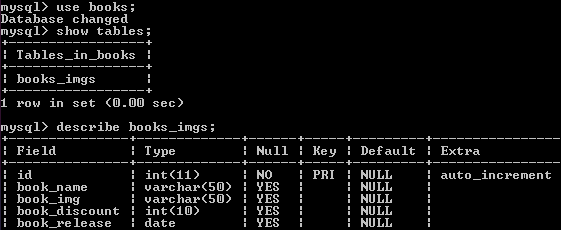 mysql> use books;
Database changed
mysql> show tables;
+-----------------+
| Tables_in_books |
+-----------------+
| books_imgs      |
+-----------------+
1 row in set (0.00 sec)
mysql> describe books_imgs;
+---------------+-------------+------+-----+---------+----------------+
| Field         | Type        | Null | Key | Default | Extra
+---------------+-------------+------+-----+---------+----------------+
| id            | int(11)     | NO   | PRI | NULL    | auto_increment
| book_name     | varchar(50) | YES  |     | NULL    |
| book_img      | varchar(50) | YES  |     | NULL    |
| book_discount | int(10)     | YES  |     | NULL    |
| book_release  | date        | YES  |     | NULL    |